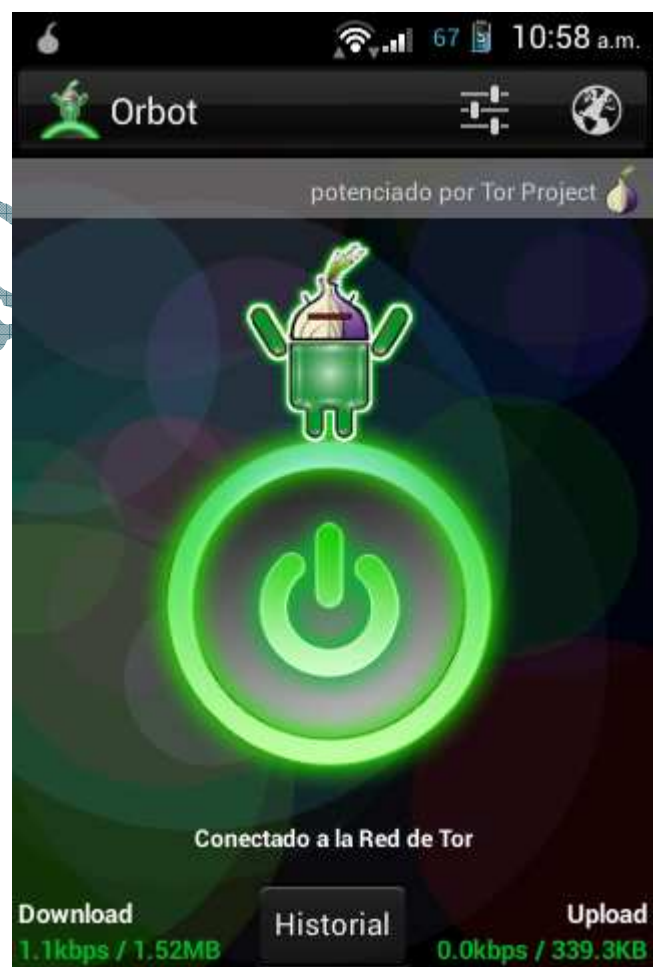 67 10:58 a.m.
Orbot
potenciado por Tor Project
Conectado a la Red de Tor
Download Historial Upload
1.1kbps / 1.52MB 0.0kbps / 339.3KB